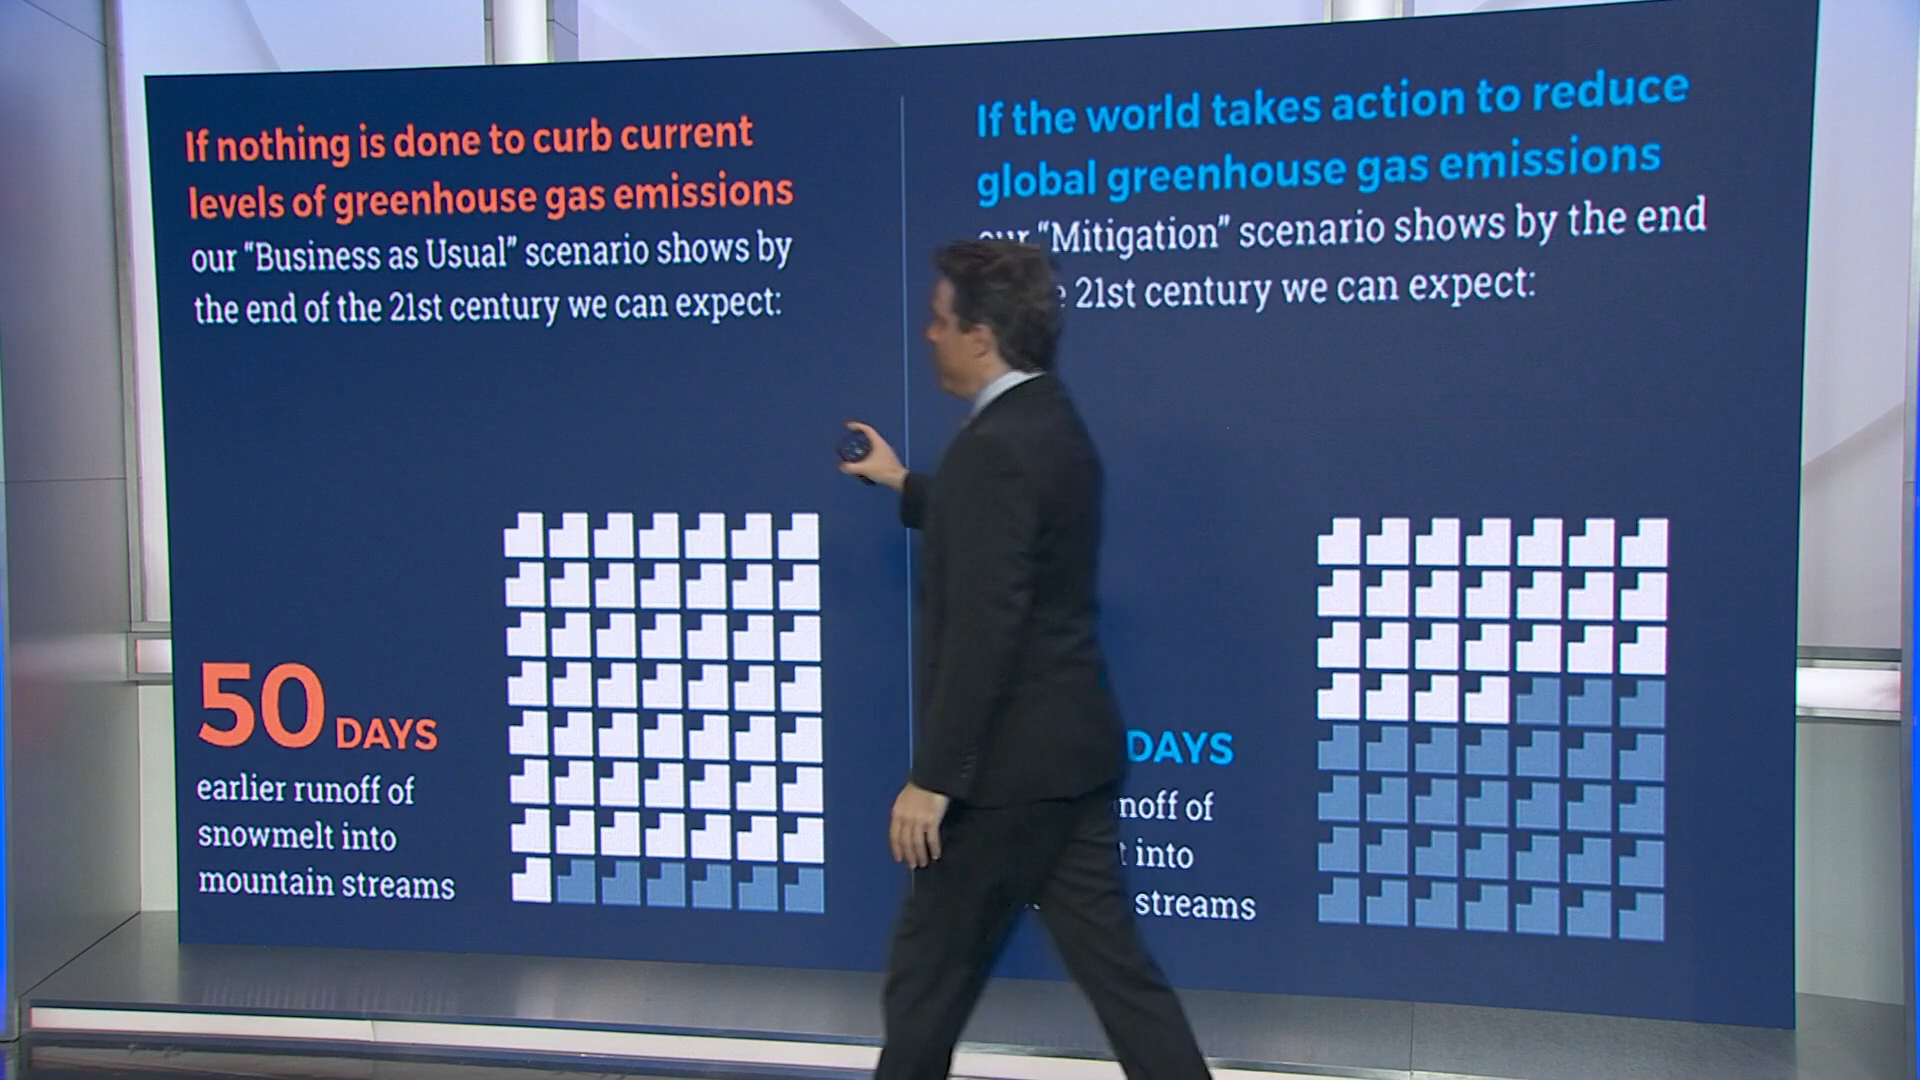 If nothing is done to curb current
levels of greenhouse gas emissions
our "Business as Usual" scenario shows by
the end of the 21st century we can expect:
50 DAYS
earlier runoff of
snowmelt into
mountain streams
If the world takes action to reduce
global greenhouse gas emissions
our "Mitigation" scenario shows by the end
21st century we can expect:
DAYS
noff of
into
streams